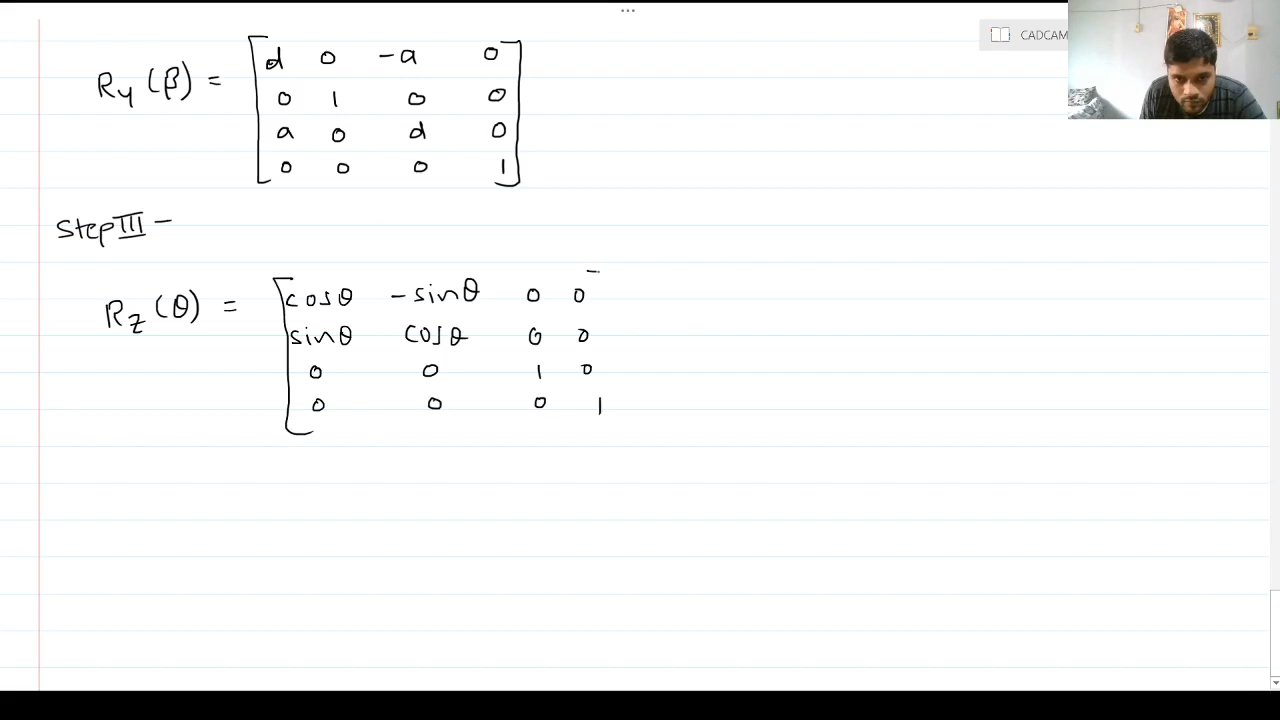 CADCAM
d 0 -a 0
Ry (β) =
0 1 0 0
a 0 d 0
0 0 0 1
Step III -
cosθ -sinθ 0 0
Rz (θ) =
sinθ cosθ 0 0
0 0 1 0
0 0 0 1